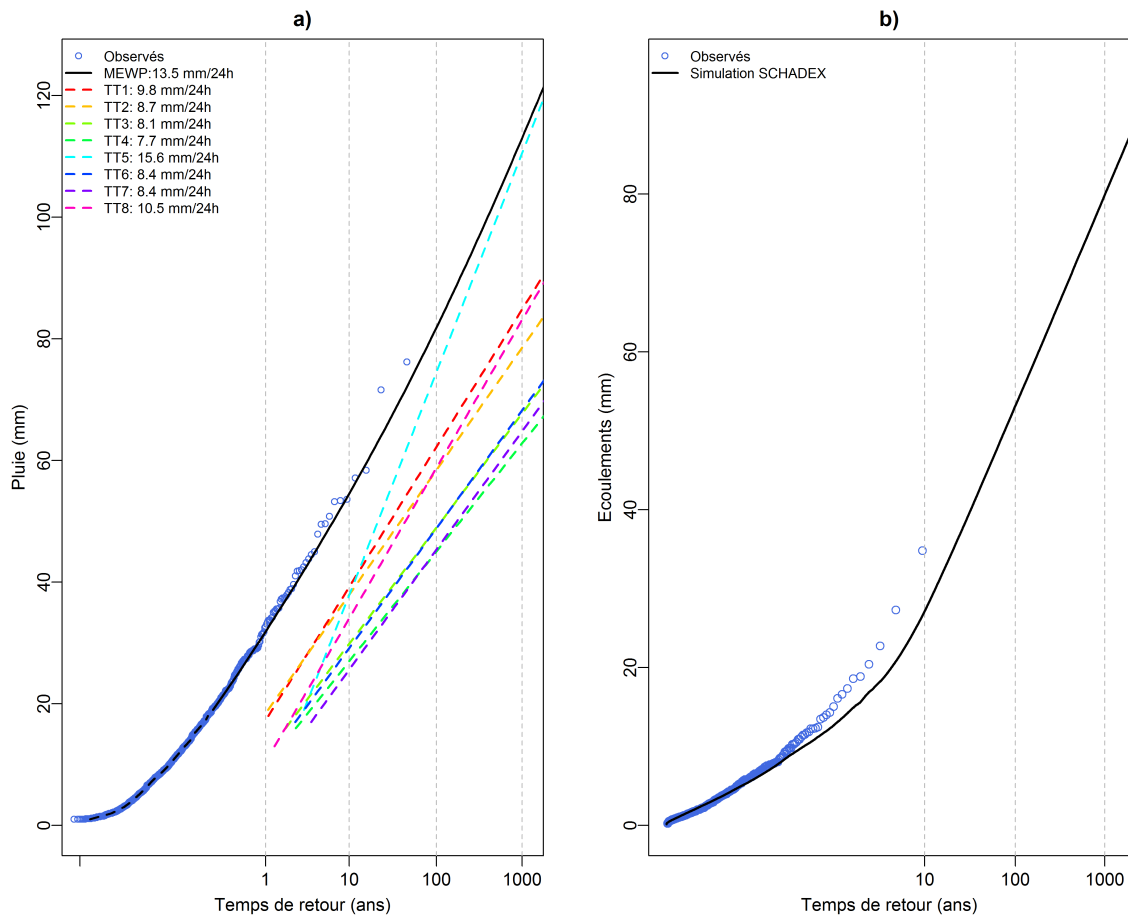 a)
Observés
MEWP:13.5 mm/24h
TT1: 9.8 mm/24h
TT2: 8.7 mm/24h
TT3: 8.1 mm/24h
TT4: 7.7 mm/24h
TT5: 15.6 mm/24h
TT6: 8.4 mm/24h
TT7: 8.4 mm/24h
TT8: 10.5 mm/24h
Pluie (mm)
120
100
80
60
40
20
0
1 10 100 1000
Temps de retour (ans)
b)
Observés
Simulation SCHADEX
Ecoulements (mm)
80
60
40
20
0
10 100 1000
Temps de retour (ans)